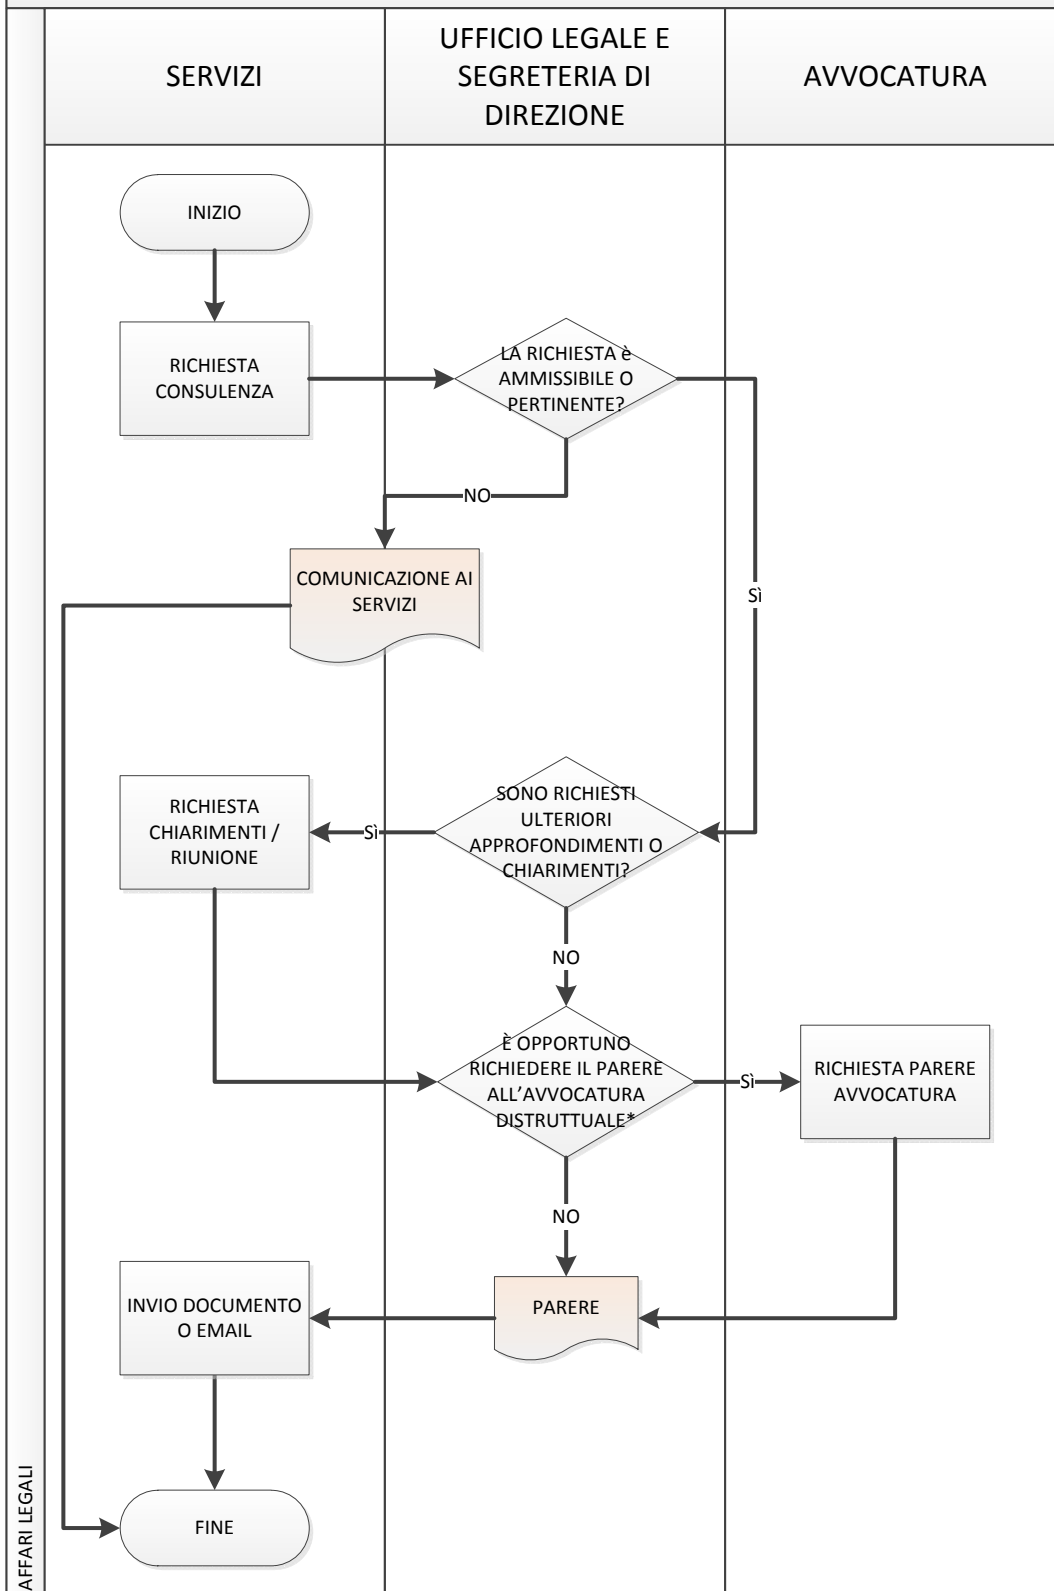 SERVIZI
UFFICIO LEGALE E
SEGRETERIA DI
DIREZIONE
AVVOCATURA
INIZIO
RICHIESTA
CONSULENZA
LA RICHIESTA è
AMMISSIBILE O
PERTINENTE?
NO
COMUNICAZIONE AI
SERVIZI
Sì
RICHIESTA
CHIARIMENTI /
RIUNIONE
Sì
SONO RICHIESTI
ULTERIORI
APPROFONDIMENTI O
CHIARIMENTI?
NO
È OPPORTUNO
RICHIEDERE IL PARERE
ALL’AVVOCATURA
DISTRUTTUALE*
Sì
RICHIESTA PARERE
AVVOCATURA
NO
INVIO DOCUMENTO
O EMAIL
PARERE
FINE
AFFARI LEGALI